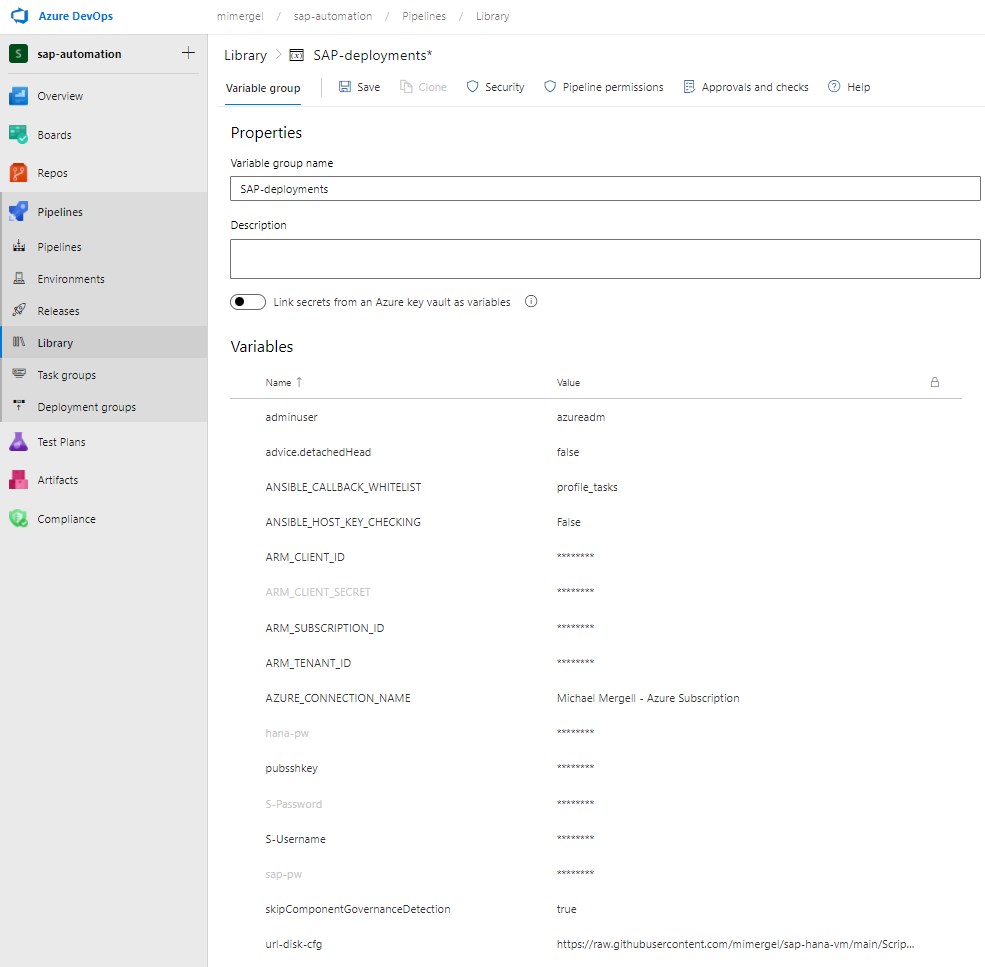 Azure DevOps
mimergel / sap-automation / Pipelines / Library
S sap-automation
Overview
Boards
Repos
Pipelines
Pipelines
Environments
Releases
Library
Task groups
Deployment groups
Test Plans
Artifacts
Compliance
Library > SAP-deployments*
Variable group Save Clone Security Pipeline permissions Approvals and checks Help
Properties
Variable group name
SAP-deployments
Description
Link secrets from an Azure key vault as variables
Variables
Name ↑ Value
adminuser azureadm
advice.detachedHead false
ANSIBLE_CALLBACK_WHITELIST profile_tasks
ANSIBLE_HOST_KEY_CHECKING False
ARM_CLIENT_ID ********
ARM_CLIENT_SECRET ********
ARM_SUBSCRIPTION_ID ********
ARM_TENANT_ID ********
AZURE_CONNECTION_NAME Michael Mergell - Azure Subscription
hana-pw ********
pubsshkey ********
S-Password ********
S-Username ********
sap-pw ********
skipComponentGovernanceDetection true
url-disk-cfg https://raw.githubusercontent.com/mimergel/sap-hana-vm/main/Scrip...